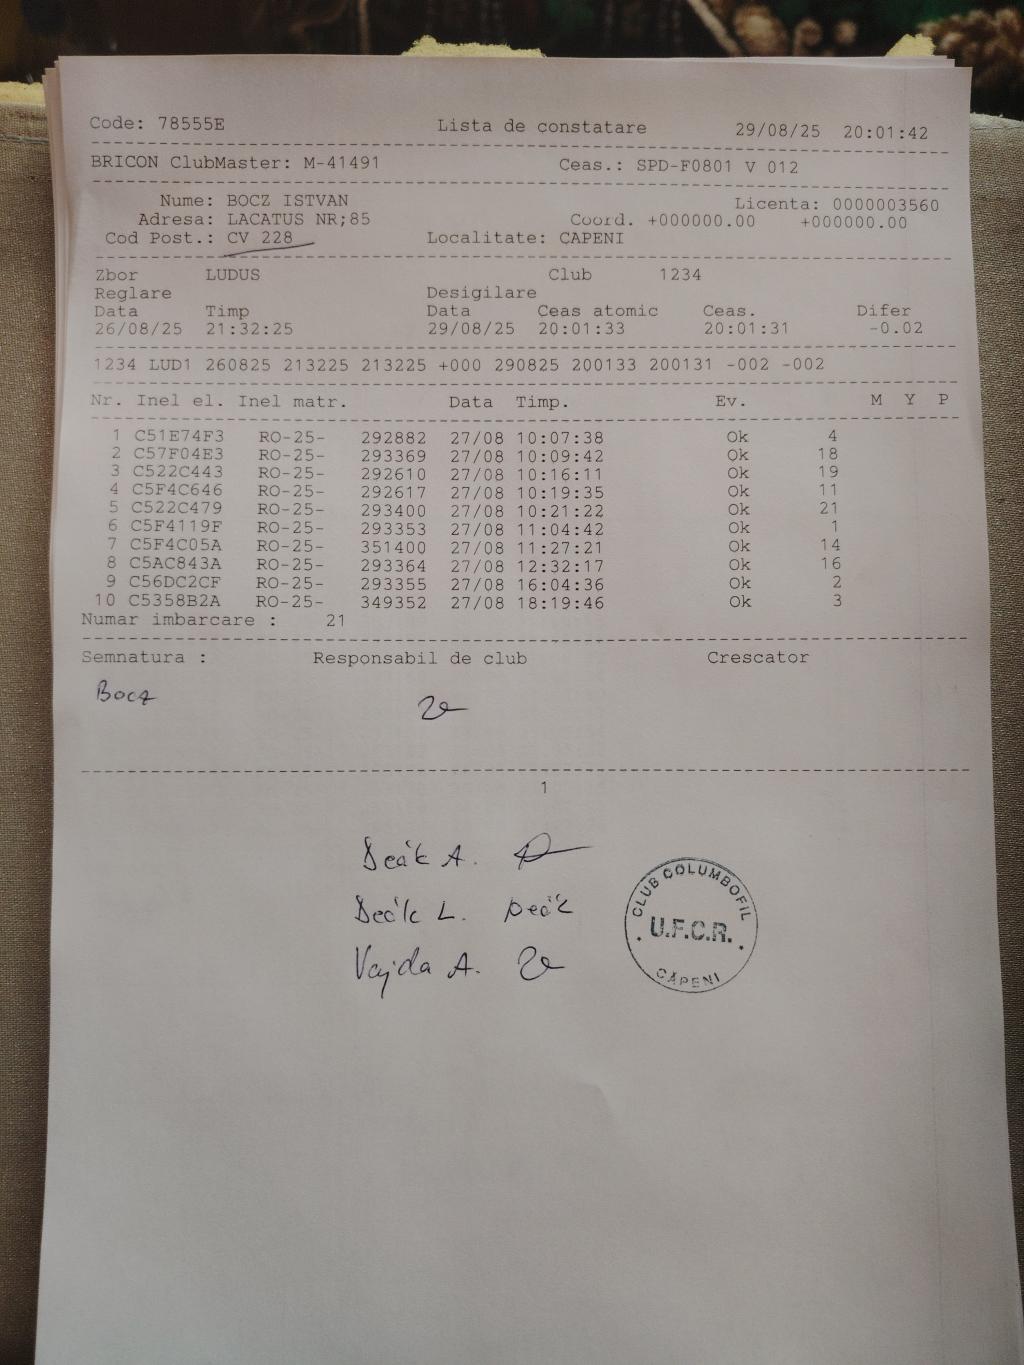 Code: 78555E Lista de constatare 29/08/25 20:01:42
BRICON ClubMaster: M-41491 Ceas.: SPD-F0801 V 012
Nume: BOCZ ISTVAN Licenta: 0000003560
Adresa: LACATUS NR;85 Coord. +000000.00 +000000.00
Cod Post.: CV 228 Localitate: CAPENI
Zbor LUDUS Club 1234
Reglare Desigilare
Data Timp Data Ceas atomic Ceas. Difer
26/08/25 21:32:25 29/08/25 20:01:33 20:01:31 -0.02
1234 LUD1 260825 213225 213225 +000 290825 200133 200131 -002 -002
Nr. Inel el. Inel matr. Data Timp. Ev. M Y P
1 C51E74F3 RO-25- 292882 27/08 10:07:38 Ok 4
2 C57F04E3 RO-25- 293369 27/08 10:09:42 Ok 18
3 C522C443 RO-25- 292610 27/08 10:16:11 Ok 19
4 C5F4C646 RO-25- 292617 27/08 10:19:35 Ok 11
5 C522C479 RO-25- 293400 27/08 10:21:22 Ok 21
6 C5F4119F RO-25- 293353 27/08 11:04:42 Ok 1
7 C5F4C05A RO-25- 351400 27/08 11:27:21 Ok 14
8 C5AC843A RO-25- 293364 27/08 12:32:17 Ok 16
9 C56DC2CF RO-25- 293355 27/08 16:04:36 Ok 2
10 C5358B2A RO-25- 349352 27/08 18:19:46 Ok 3
Numar imbarcare : 21
Semnatura : Responsabil de club Crescator
Bocz
1
Deák A.
Deák L. Deák
Vajda A.
CLUB COLUMBOFIL
U.F.C.R.
CĂPENI